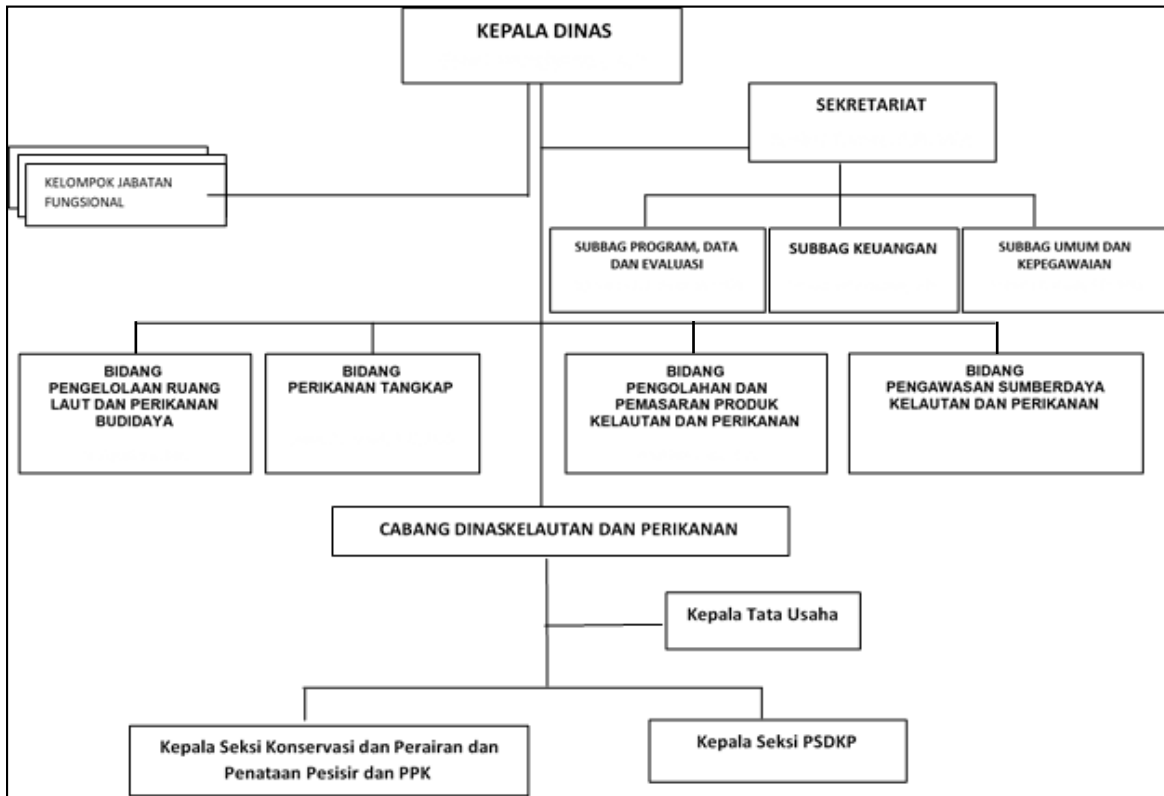 KEPALA DINAS
SEKRETARIAT
KELOMPOK JABATAN
FUNGSIONAL
SUBBAG PROGRAM, DATA
DAN EVALUASI
SUBBAG KEUANGAN
SUBBAG UMUM DAN
KEPEGAWAIAN
BIDANG
PENGELOLAAN RUANG
LAUT DAN PERIKANAN
BUDIDAYA
BIDANG
PERIKANAN TANGKAP
BIDANG
PENGOLAHAN DAN
PEMASARAN PRODUK
KELAUTAN DAN PERIKANAN
BIDANG
PENGAWASAN SUMBERDAYA
KELAUTAN DAN PERIKANAN
CABANG DINASKELAUTAN DAN PERIKANAN
Kepala Tata Usaha
Kepala Seksi Konservasi dan Perairan dan
Penataan Pesisir dan PPK
Kepala Seksi PSDKP